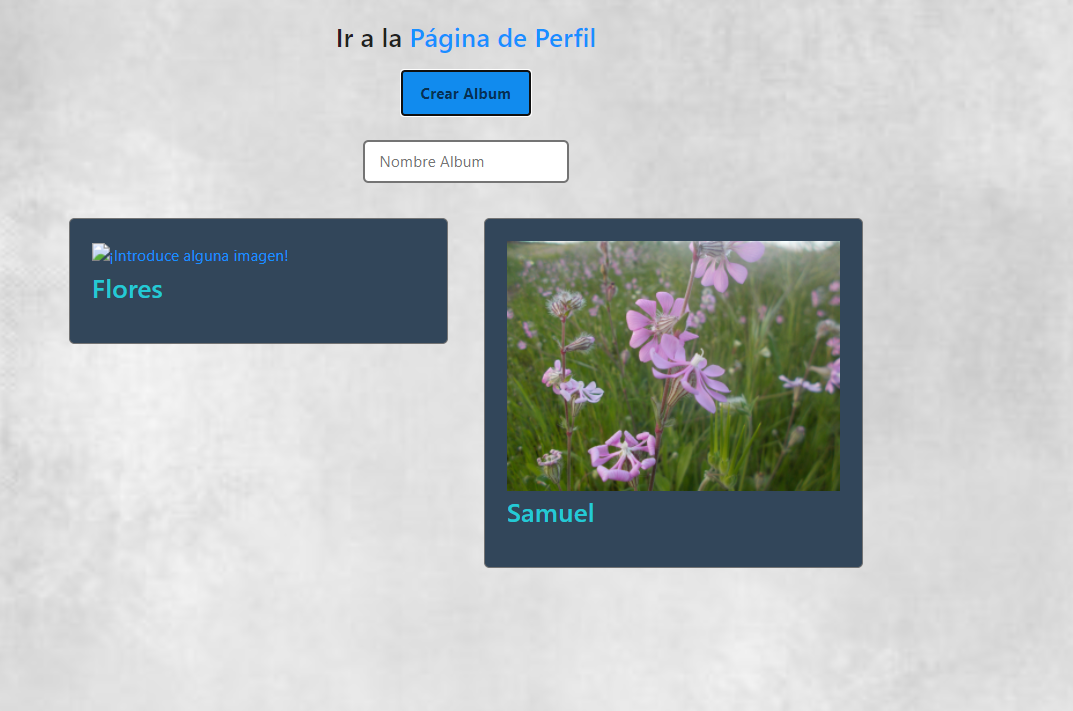 Ir a la Página de Perfil
Crear Album
Nombre Album
¡Introduce alguna imagen!
Flores
Samuel